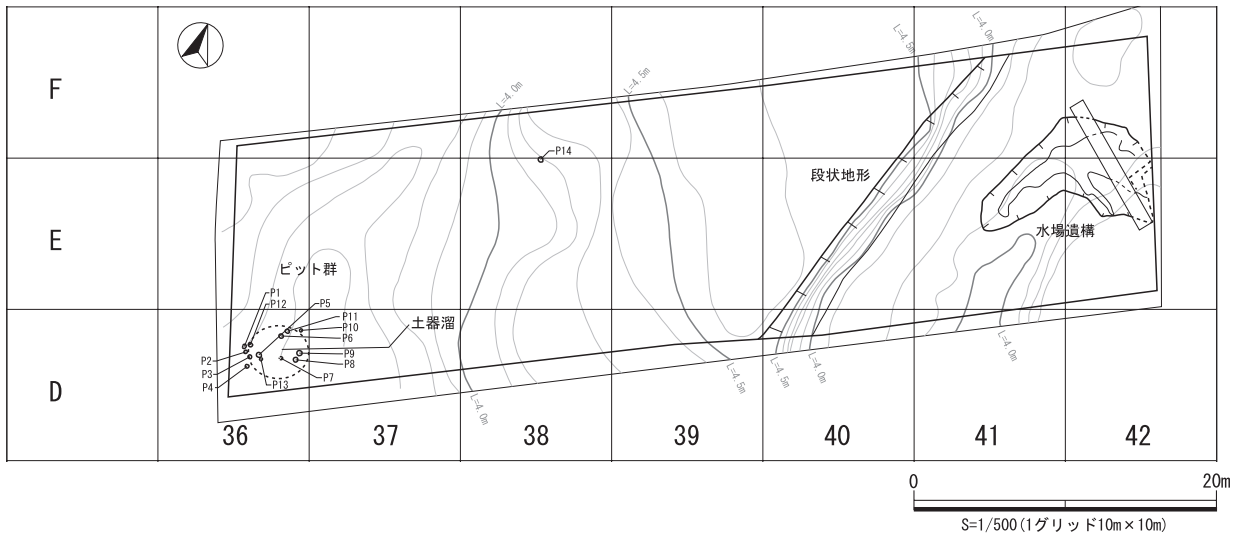 F
E
D
36
37
38
39
40
41
42
L=4.0m
L=4.5m
L=4.5m
L=4.0m
P14
段状地形
水場遺構
ピット群
P1
P12
P5
P11
P10
P6
土器溜
P2
P3
P4
P9
P8
P7
P13
L=4.0m
L=4.5m
L=4.5m
L=4.0m
0
20m
S=1/500(1グリッド10m×10m)